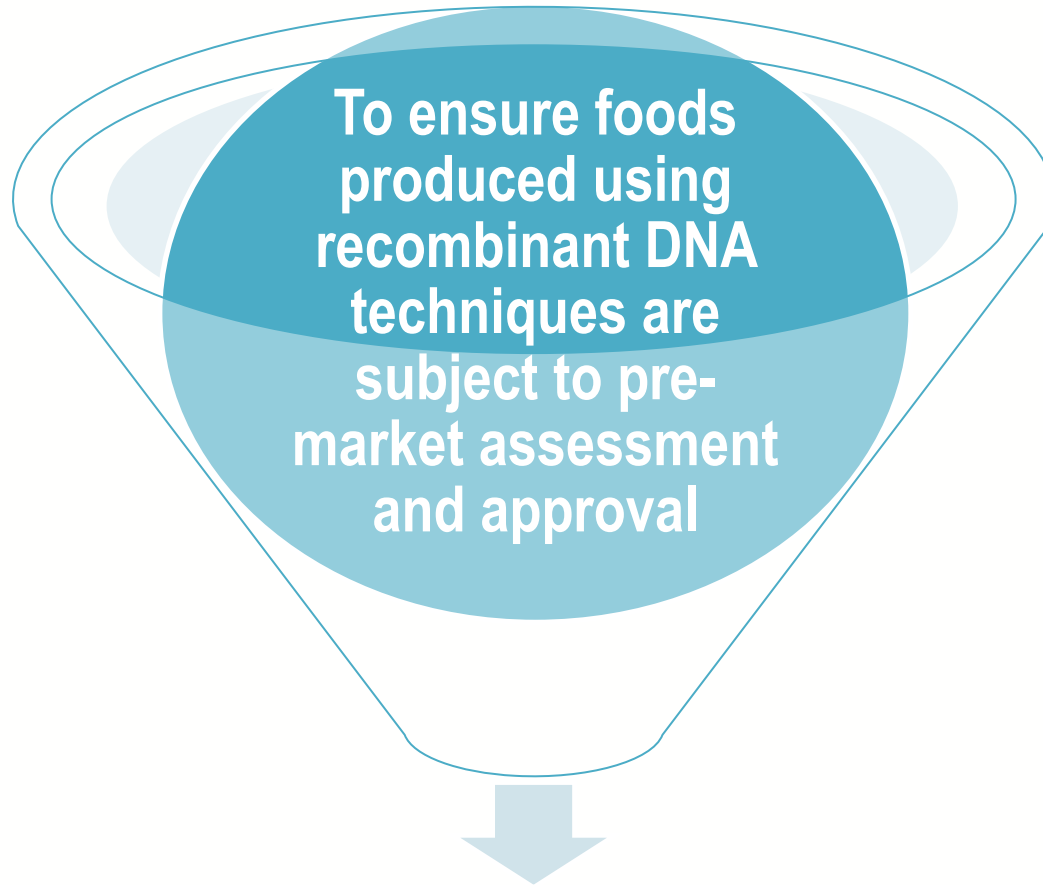 To ensure foods
produced using
recombinant DNA
techniques are
subject to pre-
market assessment
and approval